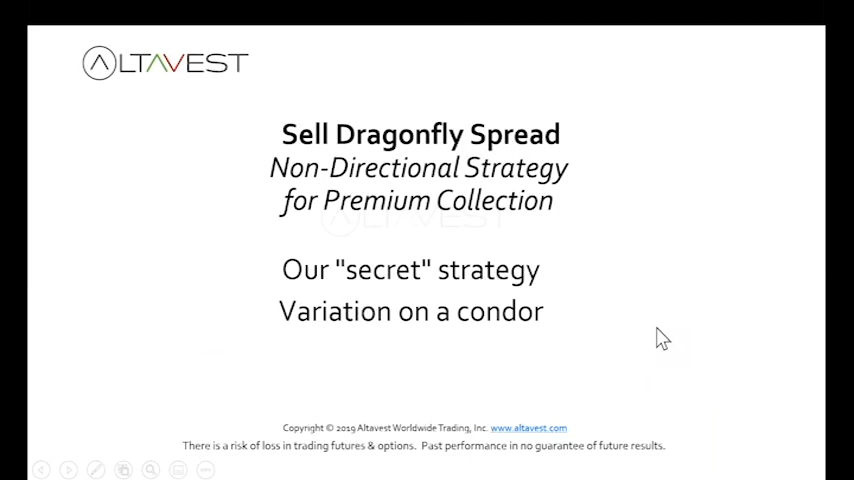 ALTAVEST
Sell Dragonfly Spread
Non-Directional Strategy
for Premium Collection
ALTAVEST
Our "secret" strategy
Variation on a condor
Copyright © 2019 Altavest Worldwide Trading, Inc. www.altavest.com
There is a risk of loss in trading futures & options. Past performance in no guarantee of future results.